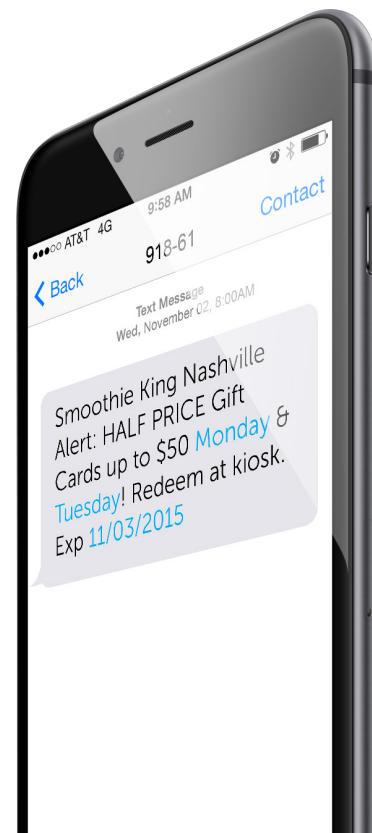 ●●●○○ AT&T 4G 9:58 AM
Back 918-61 Contact
Text Message
Wed, November 02, 8:00AM
Smoothie King Nashville
Alert: HALF PRICE Gift
Cards up to $50 Monday &
Tuesday! Redeem at kiosk.
Exp 11/03/2015